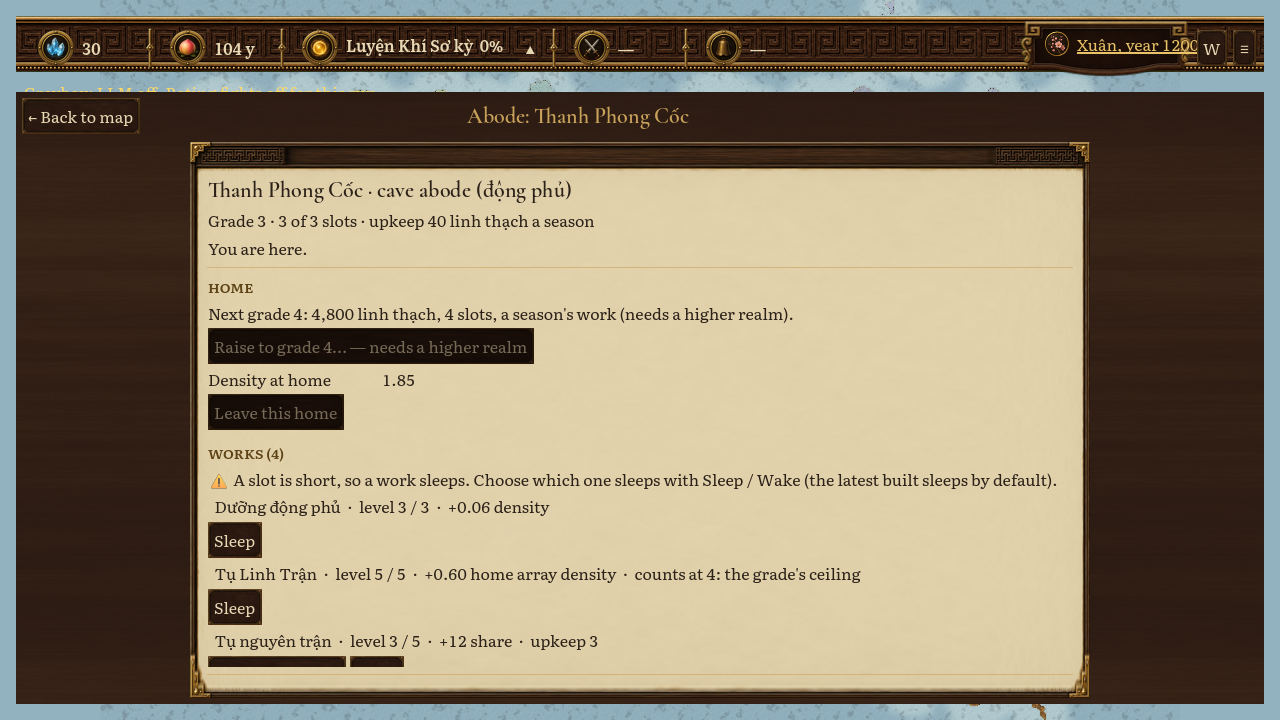 30
104 y
Luyện Khí Sơ kỳ 0%
▲
—
—
Xuân, year 1200
W
≡
← Back to map
Abode: Thanh Phong Cốc
Thanh Phong Cốc · cave abode (động phủ)
Grade 3 · 3 of 3 slots · upkeep 40 linh thạch a season
You are here.
HOME
Next grade 4: 4,800 linh thạch, 4 slots, a season's work (needs a higher realm).
Raise to grade 4... — needs a higher realm
Density at home 1.85
Leave this home
WORKS (4)
⚠️ A slot is short, so a work sleeps. Choose which one sleeps with Sleep / Wake (the latest built sleeps by default).
Dưỡng động phủ · level 3 / 3 · +0.06 density
Sleep
Tụ Linh Trận · level 5 / 5 · +0.60 home array density · counts at 4: the grade's ceiling
Sleep
Tụ nguyên trận · level 3 / 5 · +12 share · upkeep 3